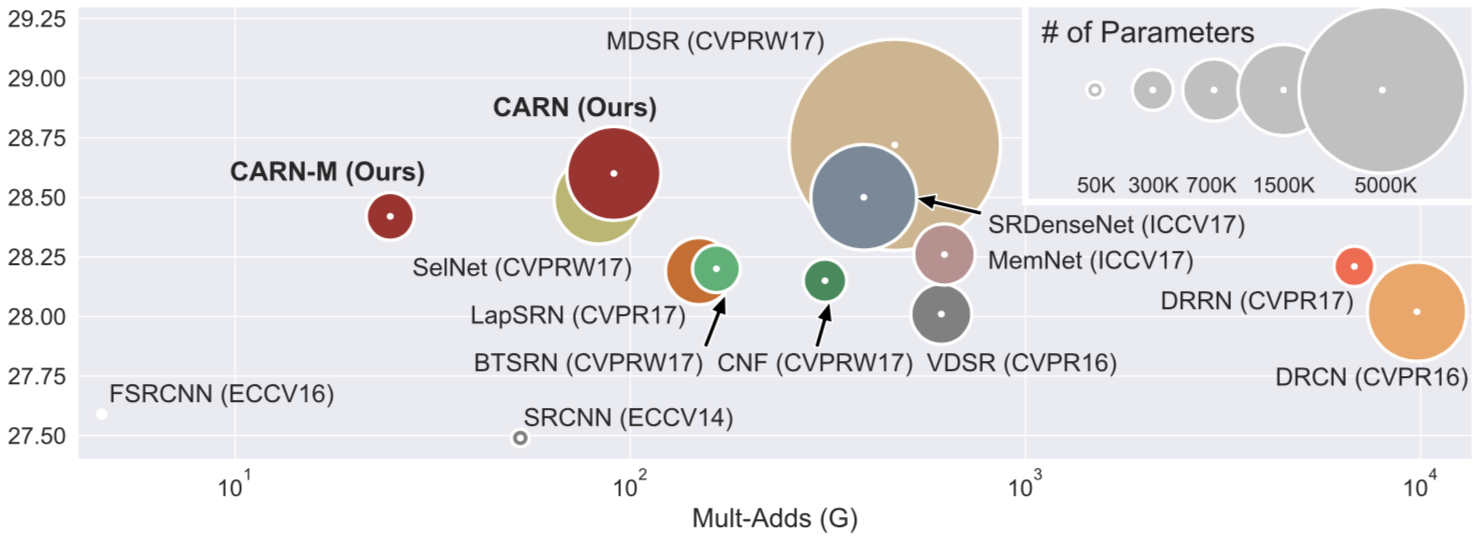 29.25
29.00
28.75
28.50
28.25
28.00
27.75
27.50
MDSR (CVPRW17)
CARN (Ours)
CARN-M (Ours)
SelNet (CVPRW17)
LapSRN (CVPR17)
BTSRN (CVPRW17)
CNF (CVPRW17)
VDSR (CVPR16)
SRDenseNet (ICCV17)
MemNet (ICCV17)
DRRN (CVPR17)
DRCN (CVPR16)
FSRCNN (ECCV16)
SRCNN (ECCV14)
# of Parameters
50K 300K 700K 1500K 5000K
10¹ 10² 10³ 10⁴
Mult-Adds (G)